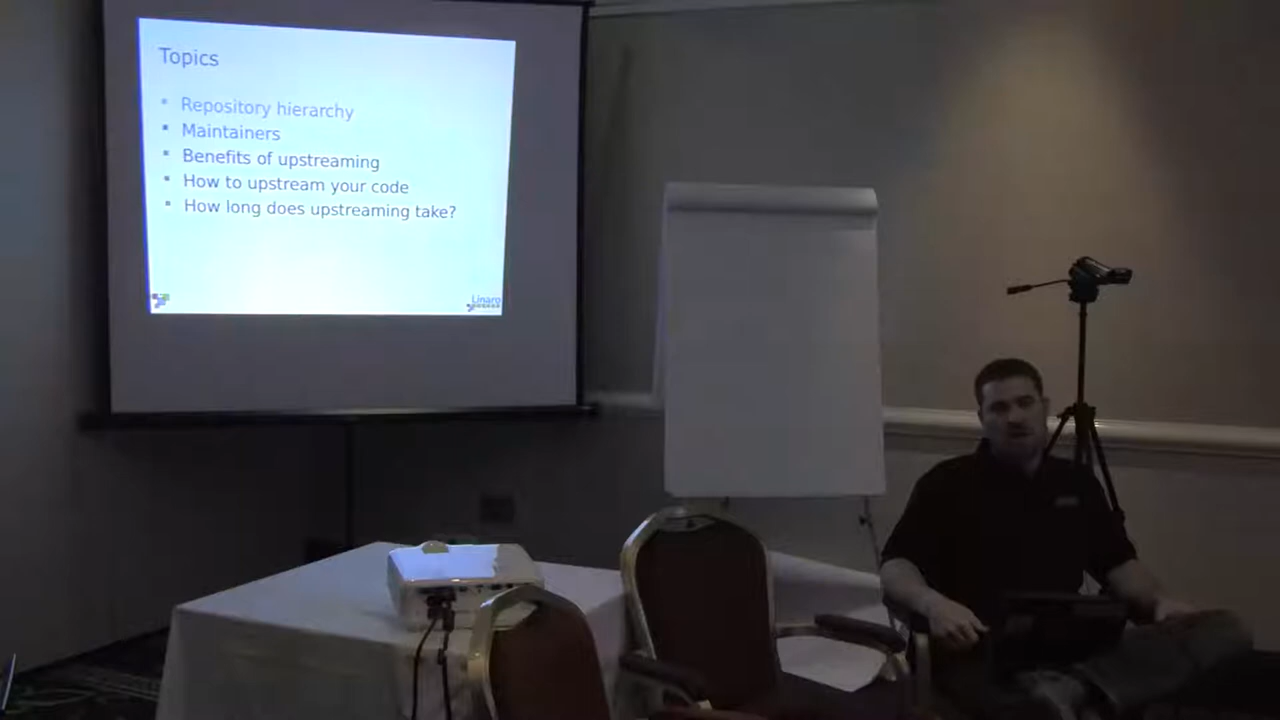 Topics
Repository hierarchy
Maintainers
Benefits of upstreaming
How to upstream your code
How long does upstreaming take?
Linaro